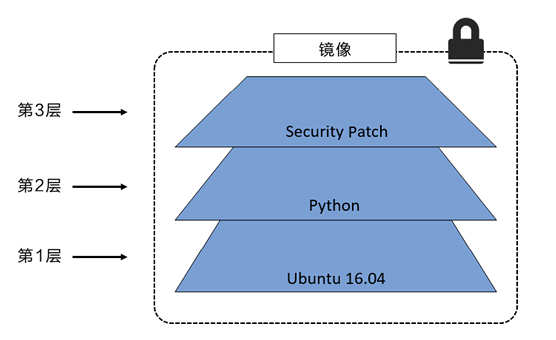 镜像
第3层
Security Patch
第2层
Python
第1层
Ubuntu 16.04